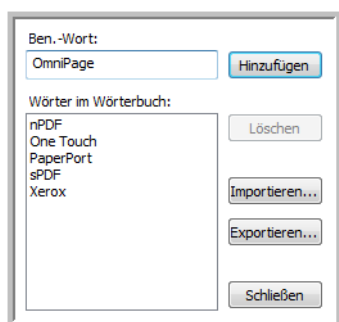 Ben.-Wort:
OmniPage
Hinzufügen
Wörter im Wörterbuch:
nPDF
One Touch
PaperPort
sPDF
Xerox
Löschen
Importieren...
Exportieren...
Schließen